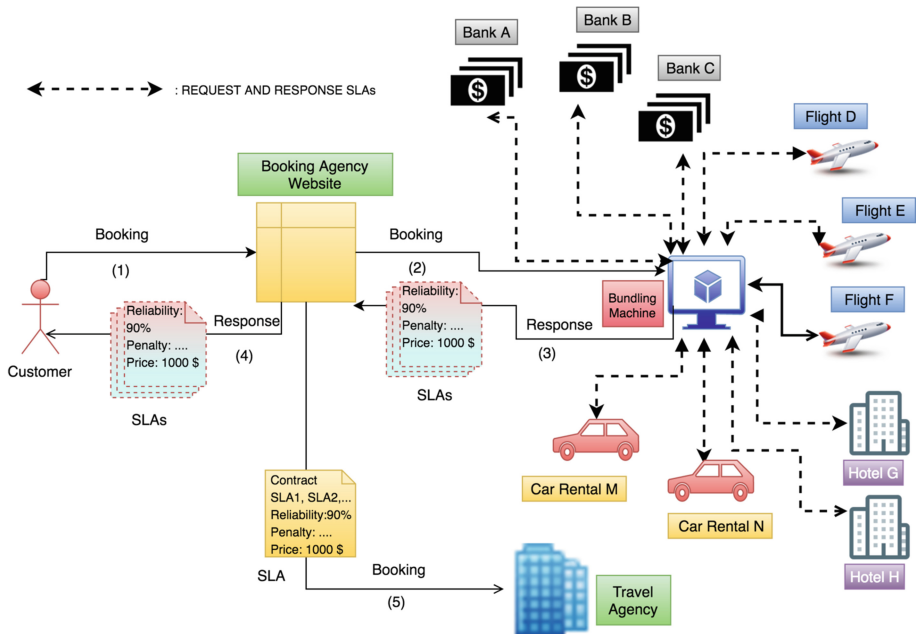 Bank A
Bank B
Bank C
: REQUEST AND RESPONSE SLAs
Flight D
Flight E
Flight F
Booking Agency
Website
Booking
(1)
Booking
(2)
Customer
Reliability:
90%
Penalty: ....
Price: 1000 $
SLAs
Response
(4)
Reliability:
90%
Penalty: ....
Price: 1000 $
SLAs
Response
(3)
Bundling
Machine
Car Rental M
Car Rental N
Hotel G
Hotel H
Contract
SLA1, SLA2,...
Reliability:90%
Penalty: ....
Price: 1000 $
SLA
Booking
(5)
Travel
Agency